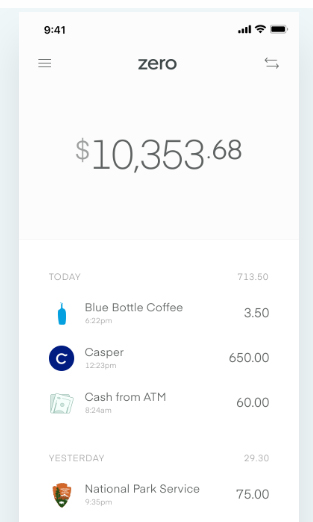 9:41
zero
$10,353.68
TODAY 713.50
Blue Bottle Coffee 3.50
6:22pm
C
Casper 650.00
12:23pm
Cash from ATM 60.00
8:24am
YESTERDAY 29.30
National Park Service 75.00
9:35pm